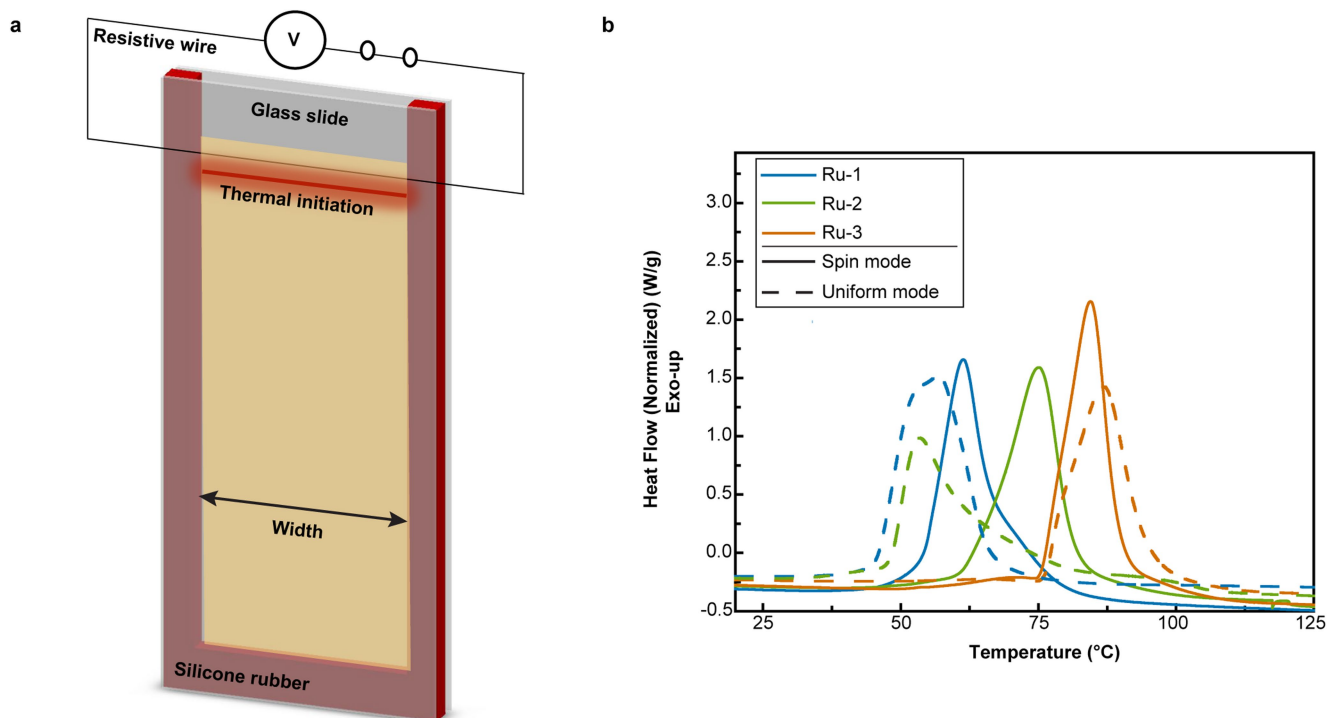 a
Resistive wire
V
Glass slide
Thermal initiation
Width
Silicone rubber
b
Ru-1
Ru-2
Ru-3
Spin mode
Uniform mode
Heat Flow (Normalized) (W/g)
Exo-up
3.0
2.5
2.0
1.5
1.0
0.5
0.0
-0.5
25
50
75
100
125
Temperature (°C)